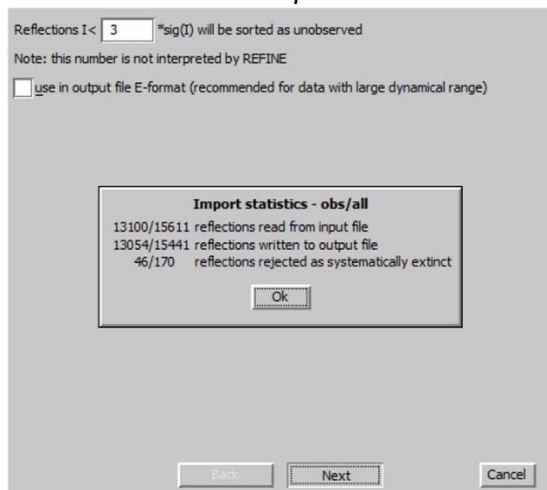 Reflections I< 3 *sig(I) will be sorted as unobserved
Note: this number is not interpreted by REFINE
use in output file E-format (recommended for data with large dynamical range)
Import statistics - obs/all
13100/15611 reflections read from input file
13054/15441 reflections written to output file
46/170 reflections rejected as systematically extinct
Ok
Back Next Cancel